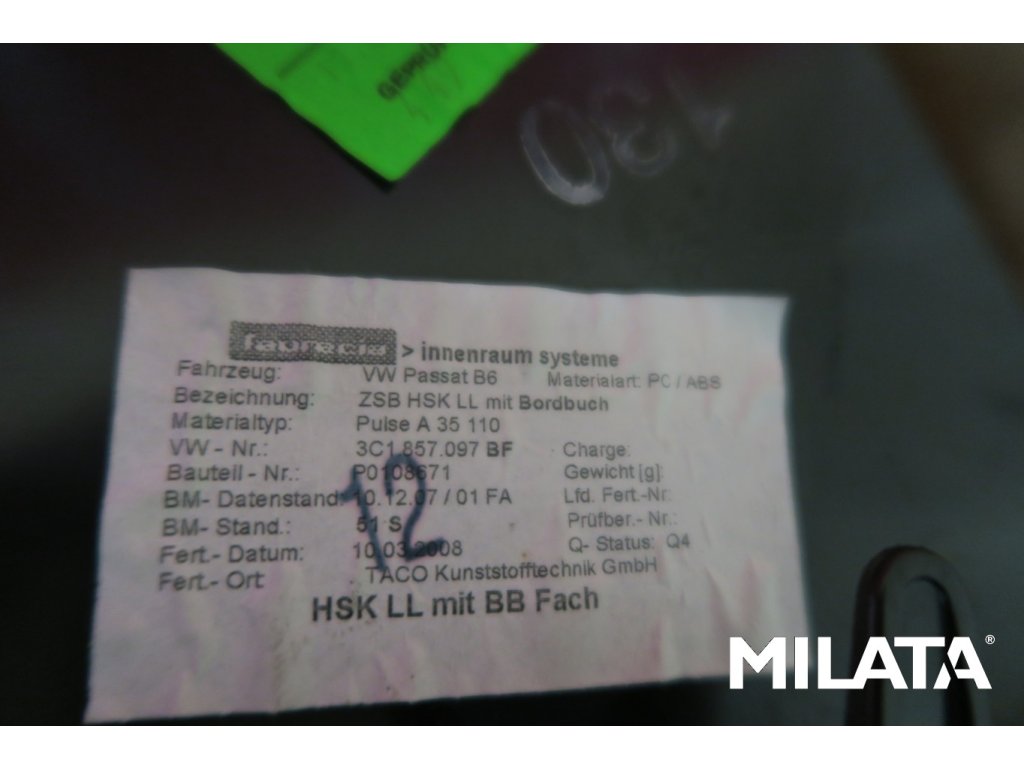 GEPRÜ
130
faurecia > innenraum systeme
Fahrzeug: VW Passat B6 Materialart: PC / ABS
Bezeichnung: ZSB HSK LL mit Bordbuch
Materialtyp: Pulse A 35 110
VW - Nr.: 3C1.857.097 BF Charge:
Bauteil - Nr.: P0108671 Gewicht [g]:
BM- Datenstand: 10.12.07 / 01 FA Lfd. Fert.-Nr.
BM- Stand.: 51 S Prüfber.- Nr.:
Fert.- Datum: 10.03.2008 Q- Status: Q4
Fert.- Ort: TACO Kunststofftechnik GmbH
12
HSK LL mit BB Fach
MILATA®